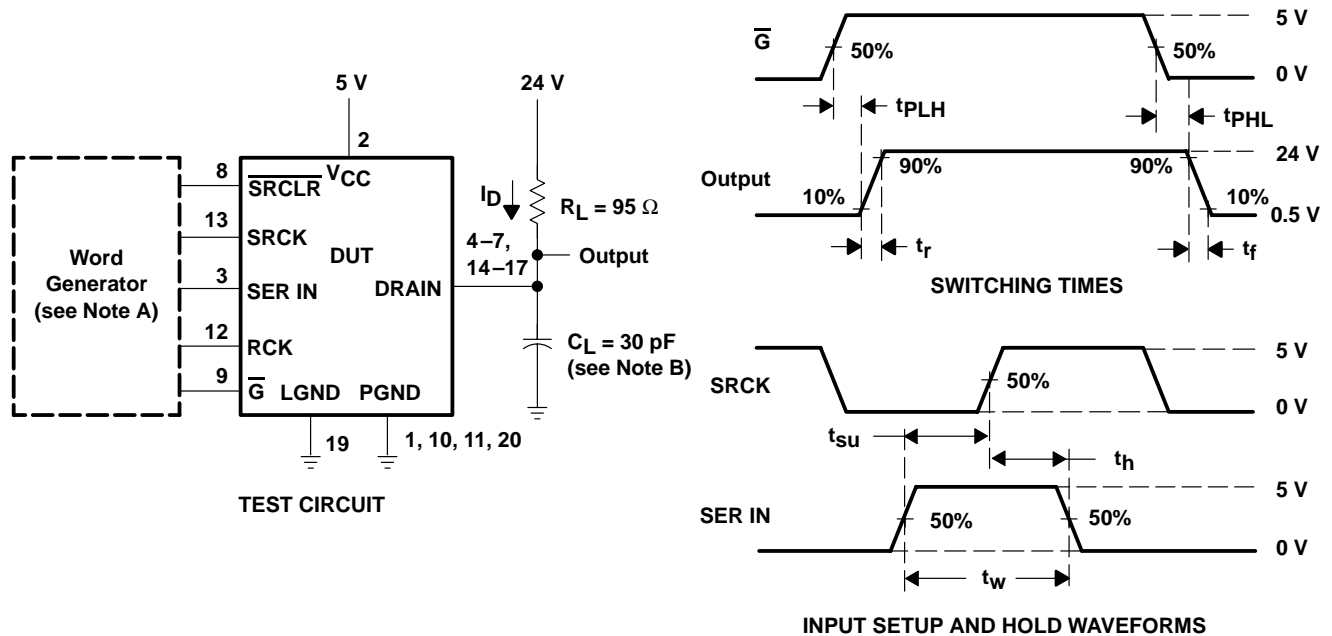 5 V
24 V
2
8
SRCLR
VCC
13
SRCK
DUT
3
SER IN
DRAIN
12
RCK
9
G
LGND
PGND
Word
Generator
(see Note A)
ID
RL = 95 Ω
4–7,
14–17
Output
CL = 30 pF
(see Note B)
19
1, 10, 11, 20
TEST CIRCUIT
G
50%
50%
5 V
0 V
tPLH
tPHL
Output
10%
90%
90%
10%
24 V
0.5 V
tr
tf
SWITCHING TIMES
SRCK
50%
5 V
0 V
tsu
th
SER IN
50%
50%
5 V
0 V
tw
INPUT SETUP AND HOLD WAVEFORMS